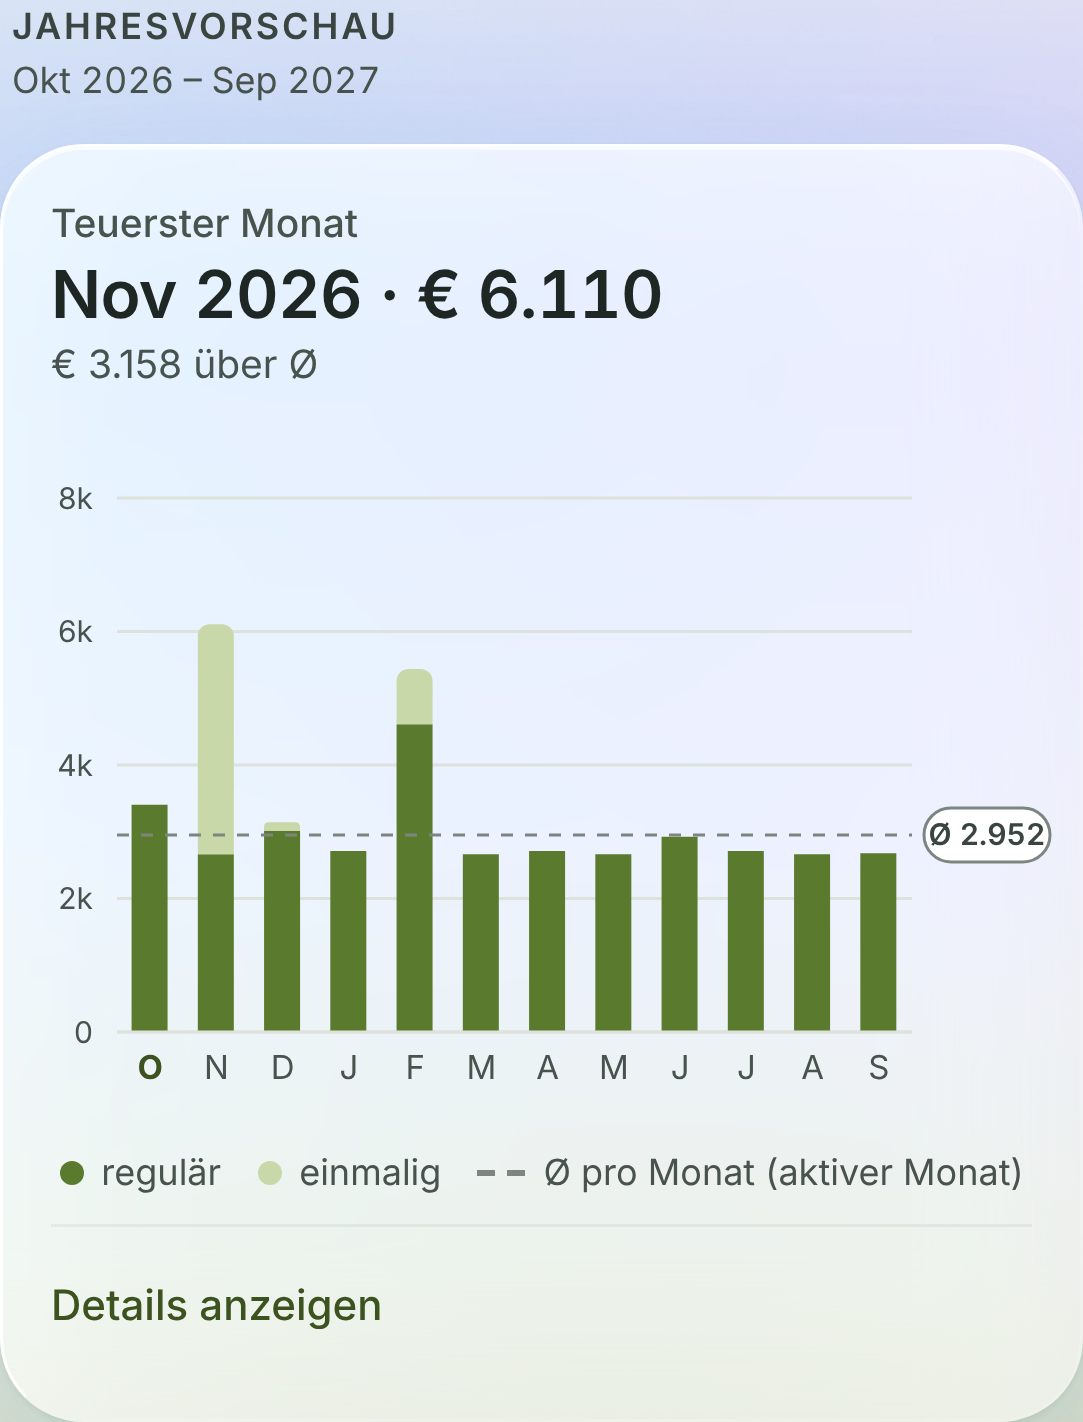 JAHRESVORSCHAU
Okt 2026 – Sep 2027
Teuerster Monat
Nov 2026 · € 6.110
€ 3.158 über Ø
8k
6k
4k
Ø 2.952
2k
0
O N D J F M A M J J A S
regulär einmalig Ø pro Monat (aktiver Monat)
Details anzeigen